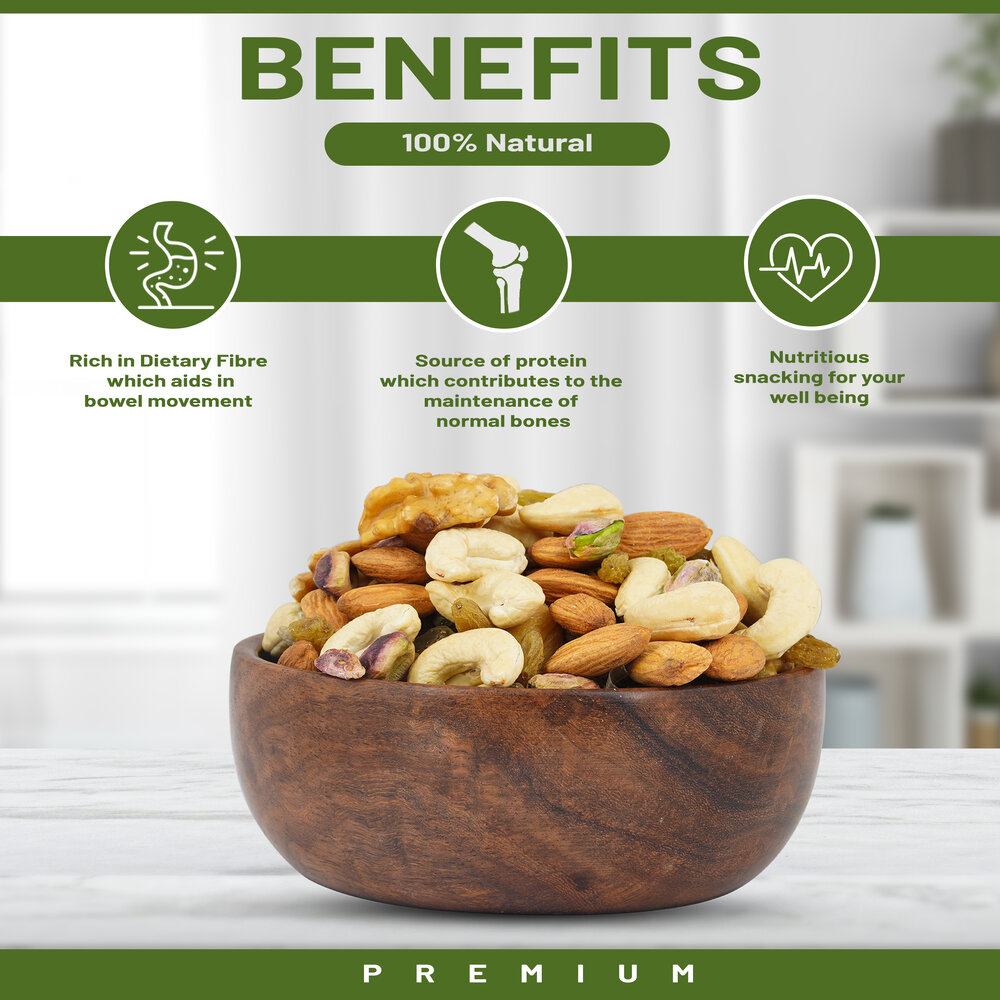 BENEFITS
100% Natural
Rich in Dietary Fibre
which aids in
bowel movement
Source of protein
which contributes to the
maintenance of
normal bones
Nutritious
snacking for your
well being
PREMIUM